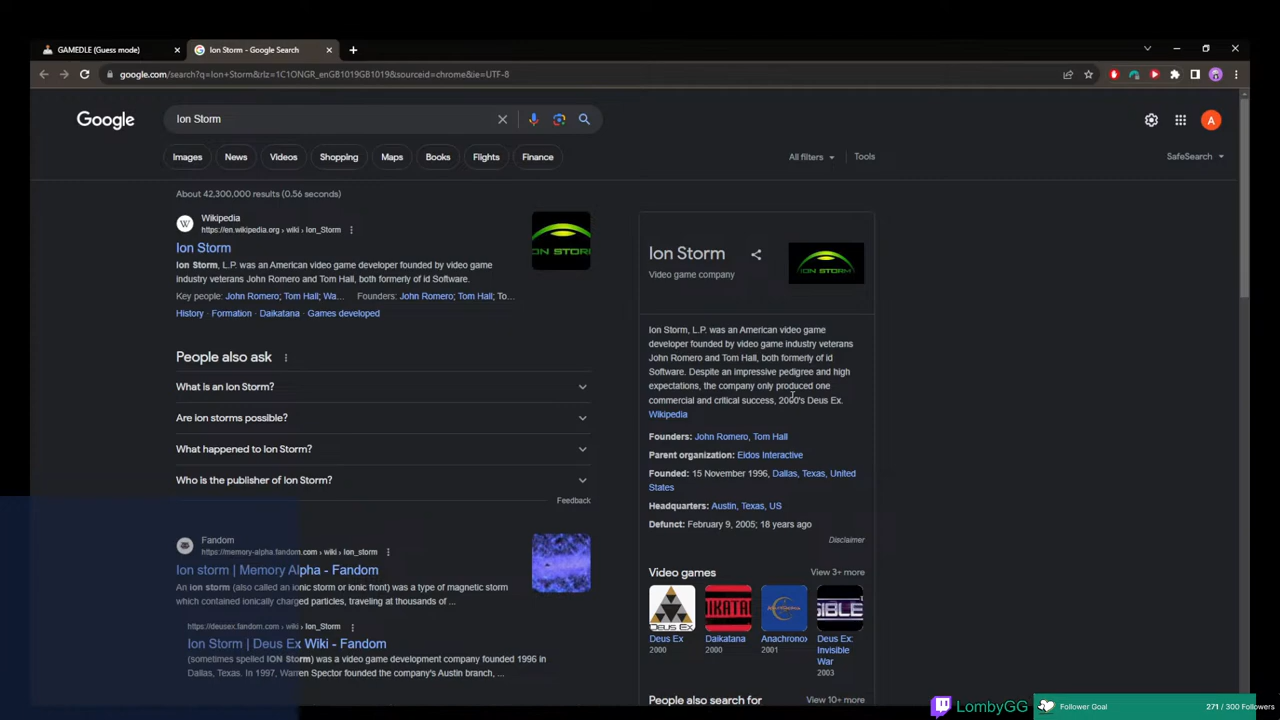 GAMEDLE (Guess mode)
Ion Storm - Google Search
google.com/search?q=Ion+Storm&rlz=1C1ONGR_enGB1019GB1019&sourceid=chrome&ie=UTF-8
Google
Ion Storm
A
Images
News
Videos
Shopping
Maps
Books
Flights
Finance
All filters
Tools
SafeSearch
About 42,300,000 results (0.56 seconds)
W
Wikipedia
https://en.wikipedia.org › wiki › Ion_Storm
Ion Storm
Ion Storm, L.P. was an American video game developer founded by video game
industry veterans John Romero and Tom Hall, both formerly of id Software.
Key people: John Romero; Tom Hall; Wa... Founders: John Romero; Tom Hall; To...
History · Formation · Daikatana · Games developed
ION STORM
People also ask
What is an Ion Storm?
Are ion storms possible?
What happened to Ion Storm?
Who is the publisher of Ion Storm?
Feedback
Fandom
https://memory-alpha.fandom.com › wiki › Ion_storm
Ion storm | Memory Alpha - Fandom
An ion storm (also called an ionic storm or ionic front) was a type of magnetic storm
which contained ionically charged particles, traveling at thousands of ...
https://deusex.fandom.com › wiki › Ion_Storm
Ion Storm | Deus Ex Wiki - Fandom
(sometimes spelled ION Storm) was a video game development company founded 1996 in
Dallas, Texas. In 1997, Warren Spector founded the company's Austin branch, ...
Ion Storm
Video game company
ION STORM
Ion Storm, L.P. was an American video game
developer founded by video game industry veterans
John Romero and Tom Hall, both formerly of id
Software. Despite an impressive pedigree and high
expectations, the company only produced one
commercial and critical success, 2000's Deus Ex.
Wikipedia
Founders: John Romero, Tom Hall
Parent organization: Eidos Interactive
Founded: 15 November 1996, Dallas, Texas, United
States
Headquarters: Austin, Texas, US
Defunct: February 9, 2005; 18 years ago
Disclaimer
Video games
View 3+ more
DEUS EX
IKATA
SIBLE
Deus Ex
2000
Daikatana
2000
Anachrono
2001
Deus Ex:
Invisible
War
2003
People also search for
View 10+ more
LombyGG
Follower Goal
271 / 300 Followers